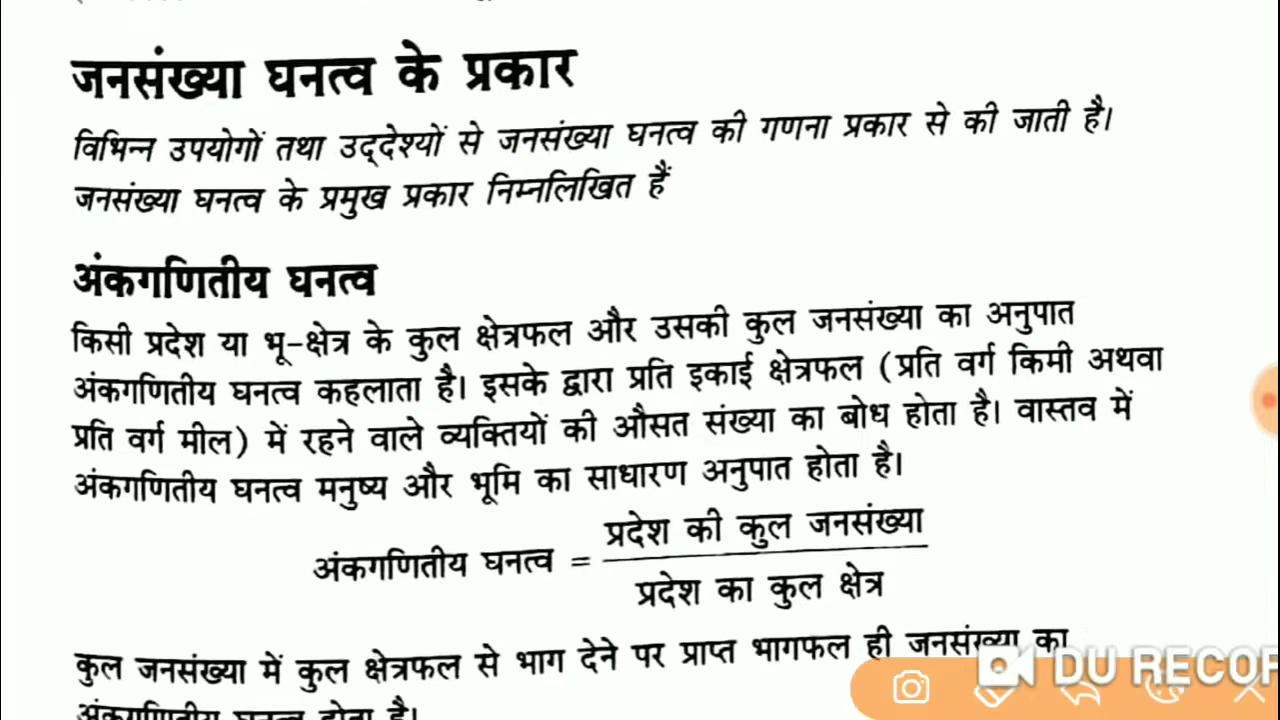 जनसंख्या घनत्व के प्रकार
विभिन्न उपयोगों तथा उद्देश्यों से जनसंख्या घनत्व की गणना प्रकार से की जाती है।
जनसंख्या घनत्व के प्रमुख प्रकार निम्नलिखित हैं
अंकगणितीय घनत्व
किसी प्रदेश या भू-क्षेत्र के कुल क्षेत्रफल और उसकी कुल जनसंख्या का अनुपात
अंकगणितीय घनत्व कहलाता है। इसके द्वारा प्रति इकाई क्षेत्रफल (प्रति वर्ग किमी अथवा
प्रति वर्ग मील) में रहने वाले व्यक्तियों की औसत संख्या का बोध होता है। वास्तव में
अंकगणितीय घनत्व मनुष्य और भूमि का साधारण अनुपात होता है।
प्रदेश की कुल जनसंख्या
अंकगणितीय घनत्व =
प्रदेश का कुल क्षेत्र
कुल जनसंख्या में कुल क्षेत्रफल से भाग देने पर प्राप्त भागफल ही जनसंख्या का
DU RECOR
अंकगणितीय घनत्व होता है।